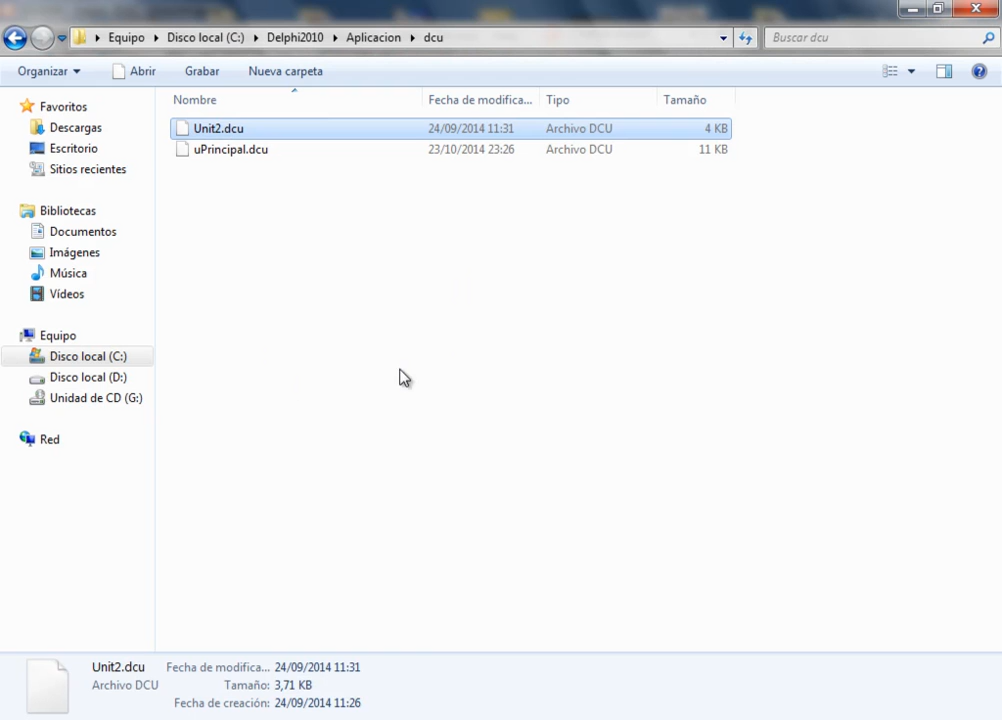 Equipo Disco local (C:) Delphi2010 Aplicacion dcu Buscar dcu
Organizar Abrir Grabar Nueva carpeta
Nombre Fecha de modifica... Tipo Tamaño
Unit2.dcu 24/09/2014 11:31 Archivo DCU 4 KB
uPrincipal.dcu 23/10/2014 23:26 Archivo DCU 11 KB
Favoritos
Descargas
Escritorio
Sitios recientes
Bibliotecas
Documentos
Imágenes
Música
Vídeos
Equipo
Disco local (C:)
Disco local (D:)
Unidad de CD (G:)
Red
Unit2.dcu Fecha de modifica... 24/09/2014 11:31
Archivo DCU Tamaño: 3,71 KB
Fecha de creación: 24/09/2014 11:26